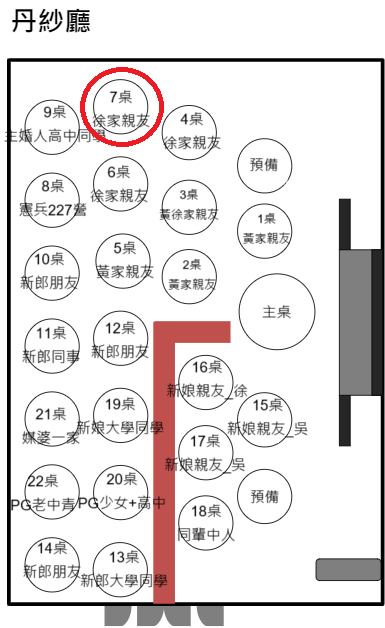 丹紗廳
7桌
徐家親友
9桌
主婚人高中同學
4桌
徐家親友
預備
6桌
徐家親友
8桌
憲兵227營
3桌
黃徐家親友
1桌
黃家親友
5桌
黃家親友
10桌
新郎朋友
2桌
黃家親友
主桌
11桌
新郎同事
12桌
新郎朋友
16桌
新娘親友_徐
15桌
新娘親友_吳
21桌
媒婆一家
19桌
新娘大學同學
17桌
新娘親友_吳
22桌
PG老中青
20桌
PG少女+高中
預備
18桌
同輩中人
14桌
新郎朋友
13桌
新郎大學同學